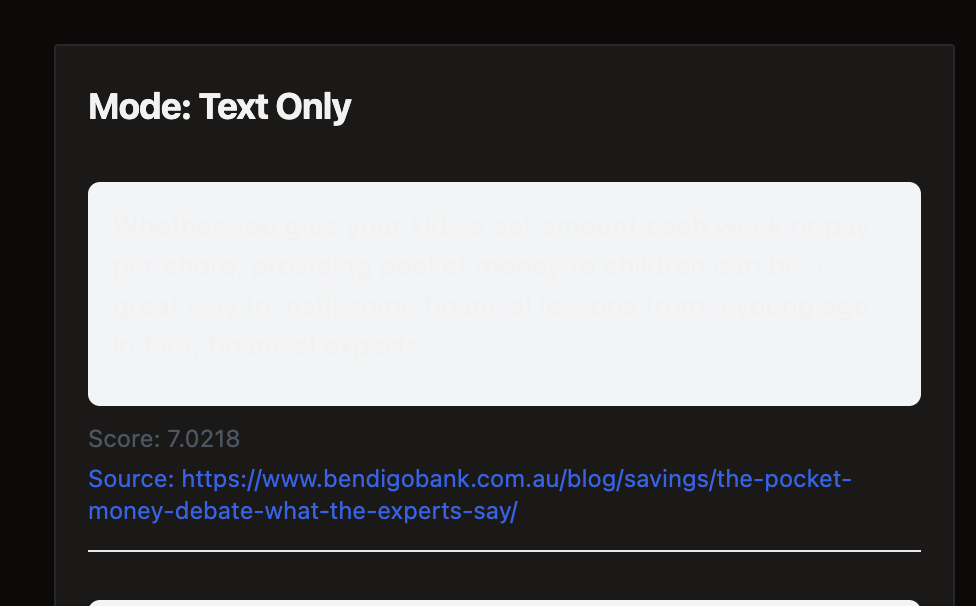 Mode: Text Only
Whether you give your kids a set amount each week or pay
per chore, providing pocket money to children can be a
great way to instil some financial lessons from a young age.
In fact, financial experts ...
Score: 7.0218
Source: https://www.bendigobank.com.au/blog/savings/the-pocket-
money-debate-what-the-experts-say/